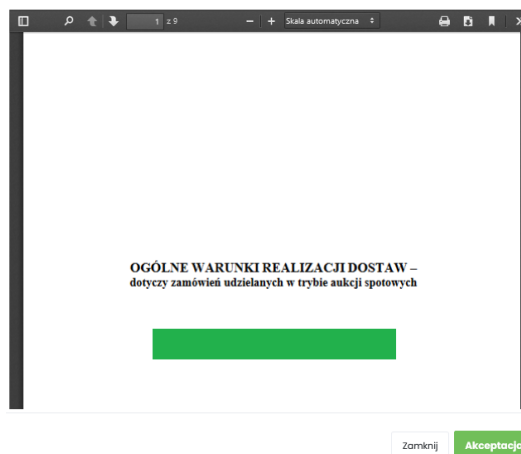 1 z 9 Skala automatyczna
OGÓLNE WARUNKI REALIZACJI DOSTAW –
dotyczy zamówień udzielanych w trybie aukcji spotowych
Zamknij Akceptacja